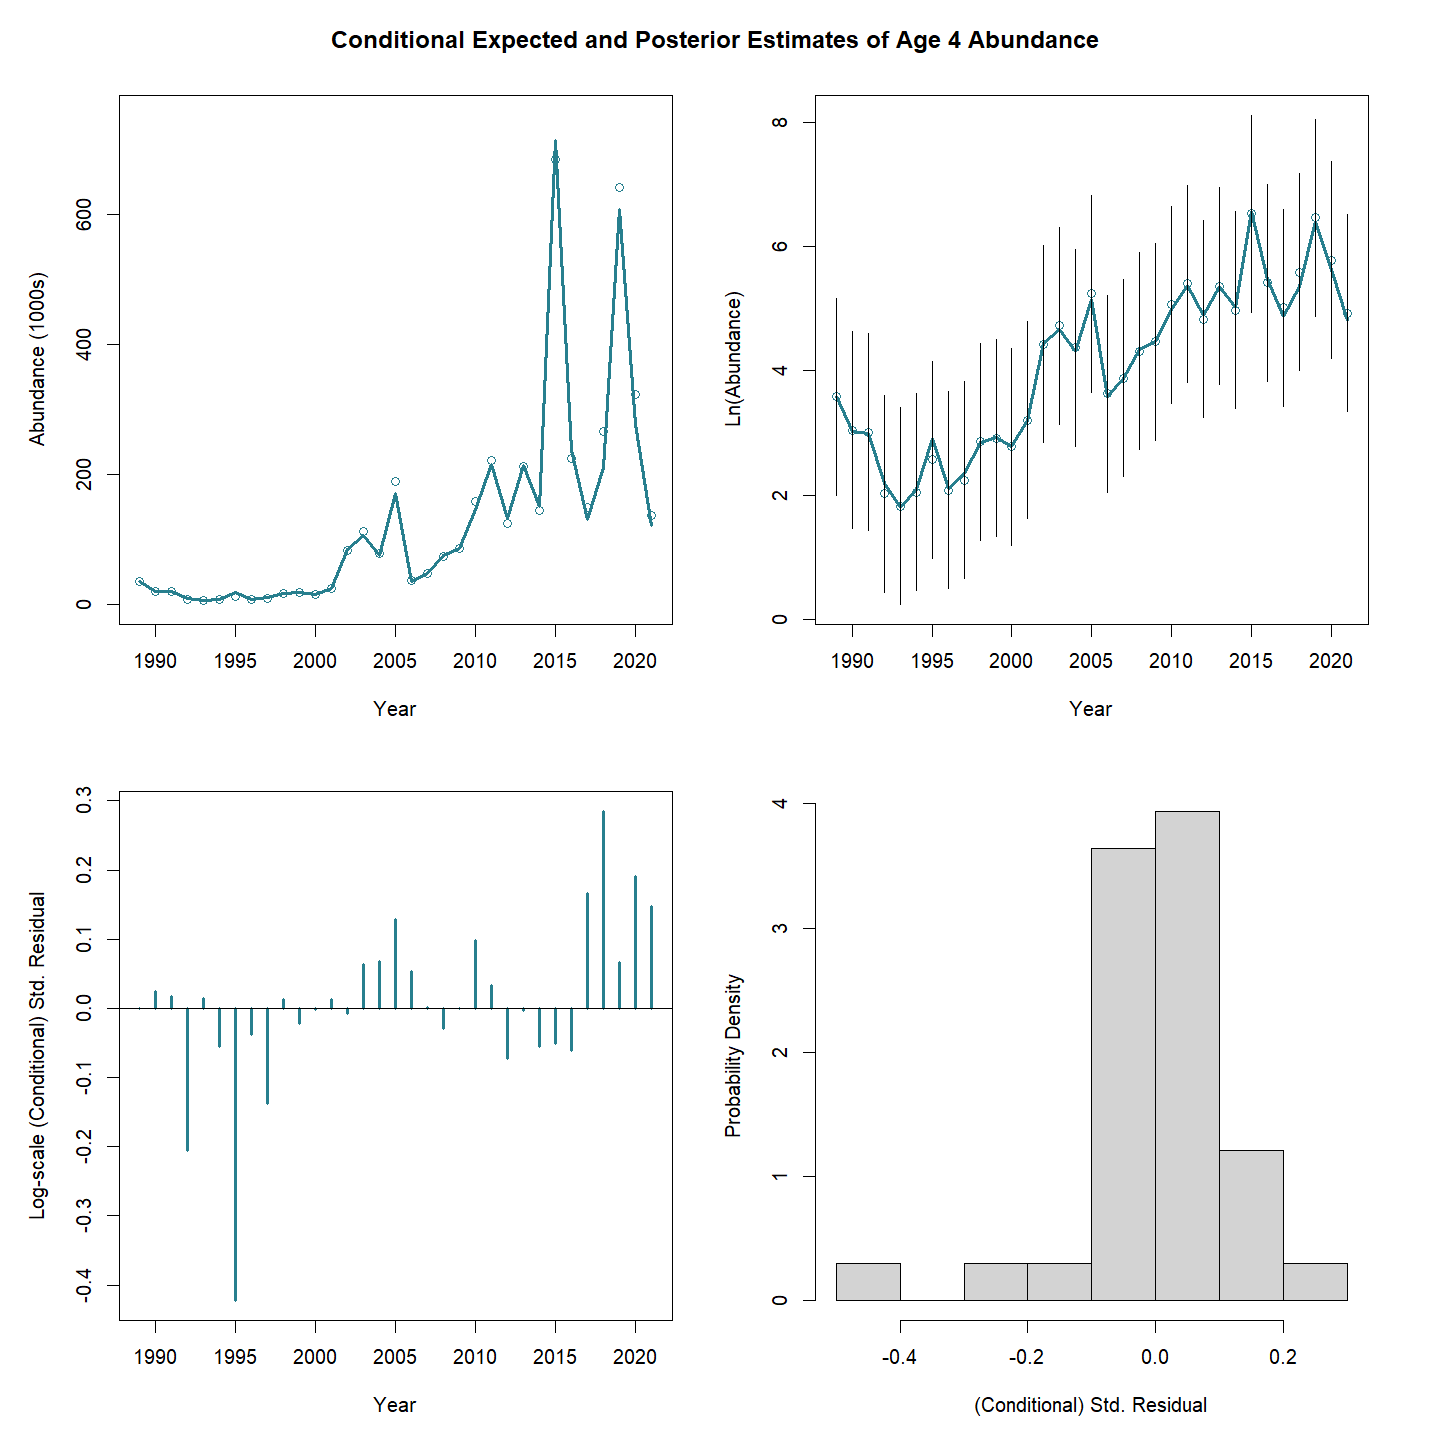 Conditional Expected and Posterior Estimates of Age 4 Abundance
Abundance (1000s)
600
400
200
0
1990 1995 2000 2005 2010 2015 2020
Year
Ln(Abundance)
8
6
4
2
0
1990 1995 2000 2005 2010 2015 2020
Year
Log-scale (Conditional) Std. Residual
0.3
0.2
0.1
0.0
-0.1
-0.2
-0.3
-0.4
1990 1995 2000 2005 2010 2015 2020
Year
Probability Density
4
3
2
1
0
-0.4 -0.2 0.0 0.2
(Conditional) Std. Residual